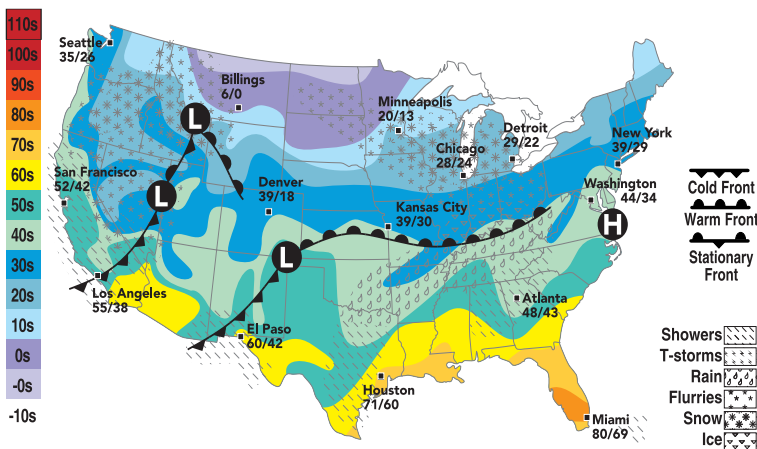 110s
100s
90s
80s
70s
60s
50s
40s
30s
20s
10s
0s
-0s
-10s
Seattle
35/26
Billings
6/0
Minneapolis
20/13
Detroit
29/22
Chicago
28/24
New York
39/29
San Francisco
52/42
Denver
39/18
Kansas City
39/30
Washington
44/34
Los Angeles
55/38
El Paso
60/42
Atlanta
48/43
Houston
71/60
Miami
80/69
L
L
L
H
Cold Front
Warm Front
Stationary
Front
Showers
T-storms
Rain
Flurries
Snow
Ice